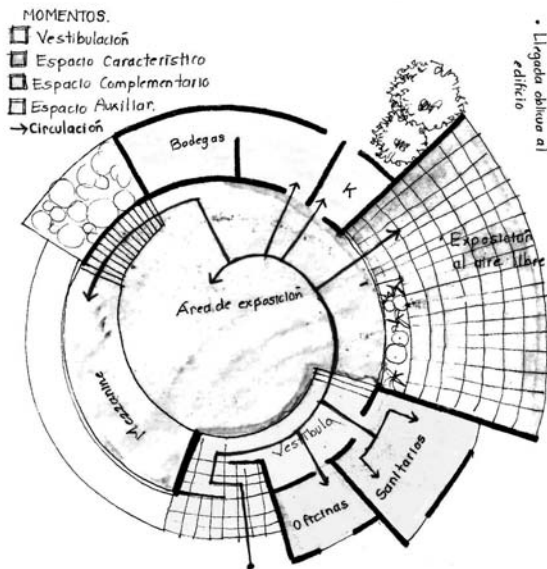 MOMENTOS.
Vestibulación
Espacio Característico
Espacio Complementario
Espacio Auxiliar.
→Circulación
• Llegada oblicua al
edificio
Bodegas
K
• Exposición
al aire libre
Área de exposición
Mezzanine
Vestibula
Oficinas
Sanitarios